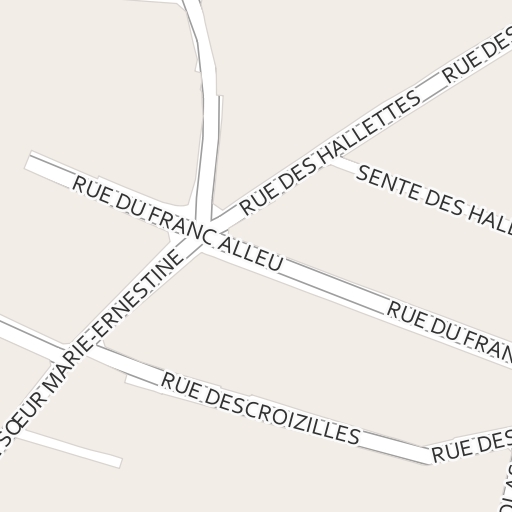 RUE DES
RUE DES HALLETTES
SENTE DES HALL
RUE DU FRANC ALLEU
RUE DU FRAN
SŒUR MARIE-ERNESTINE
RUE DESCROIZILLES
RUE DES
OLAS